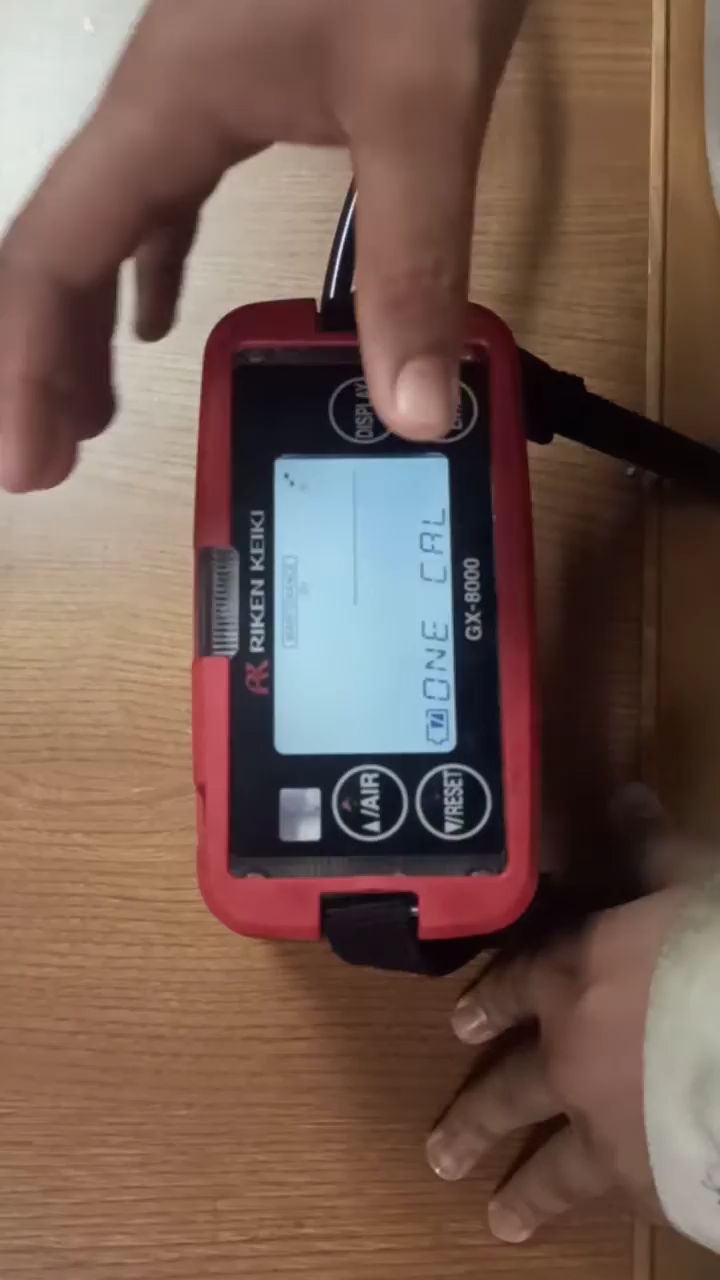 RIKEN KEIKI
▲/AIR
DISPLAY
ONE CAL
▼/RESET
GX-8000